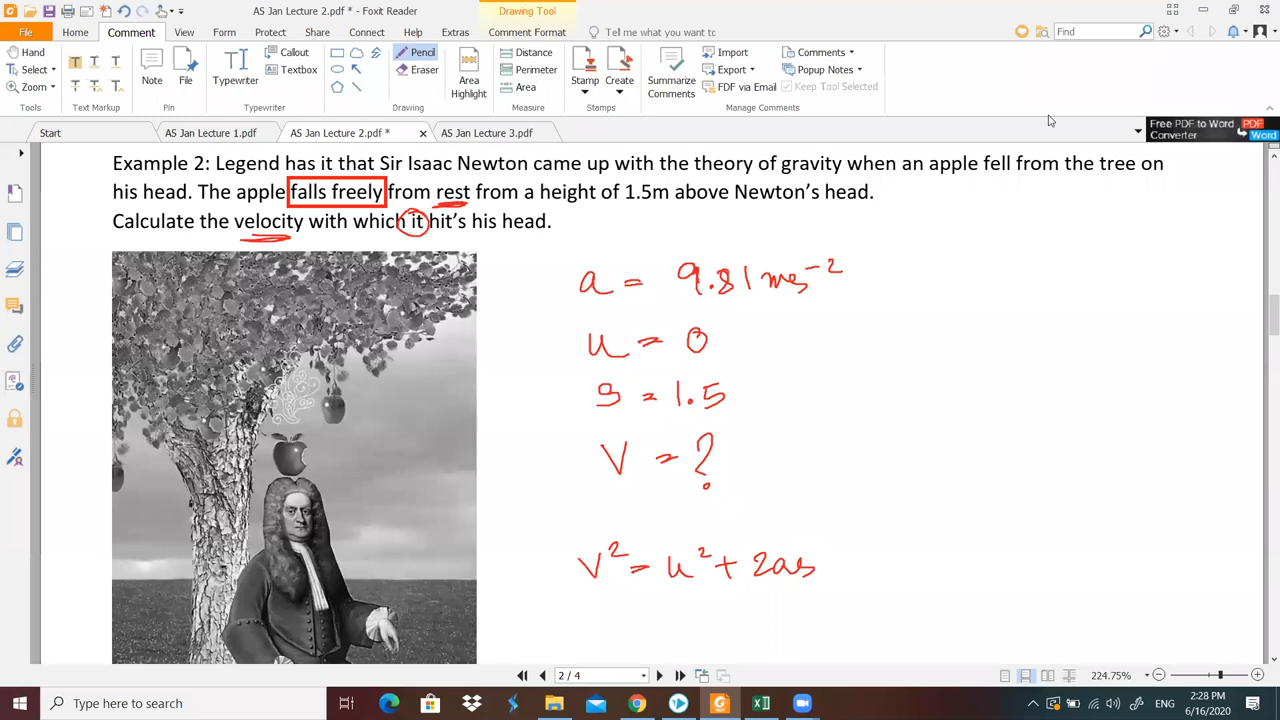 AS Jan Lecture 2.pdf * - Foxit Reader
Drawing Tool
File Home Comment View Form Protect Share Connect Help Extras Comment Format Tell me what you want to Find
Hand
Select
Zoom
Tools
Text Markup
Note File
Pin
Typewriter
Callout
Textbox
Typewriter
Pencil
Eraser
Drawing
Area Highlight
Distance
Perimeter
Area
Measure
Stamp Create
Stamps
Summarize Comments
Import
Export
FDF via Email
Comments
Popup Notes
Keep Tool Selected
Manage Comments
Start AS Jan Lecture 1.pdf AS Jan Lecture 2.pdf * AS Jan Lecture 3.pdf
Free PDF to Word PDF
Converter Word
Example 2: Legend has it that Sir Isaac Newton came up with the theory of gravity when an apple fell from the tree on
his head. The apple falls freely from rest from a height of 1.5m above Newton’s head.
Calculate the velocity with which it hit’s his head.
a = 9.81 ms⁻²
u = 0
s = 1.5
v = ?
v² = u² + 2as
2 / 4
224.75%
Type here to search
ENG
2:28 PM
6/16/2020